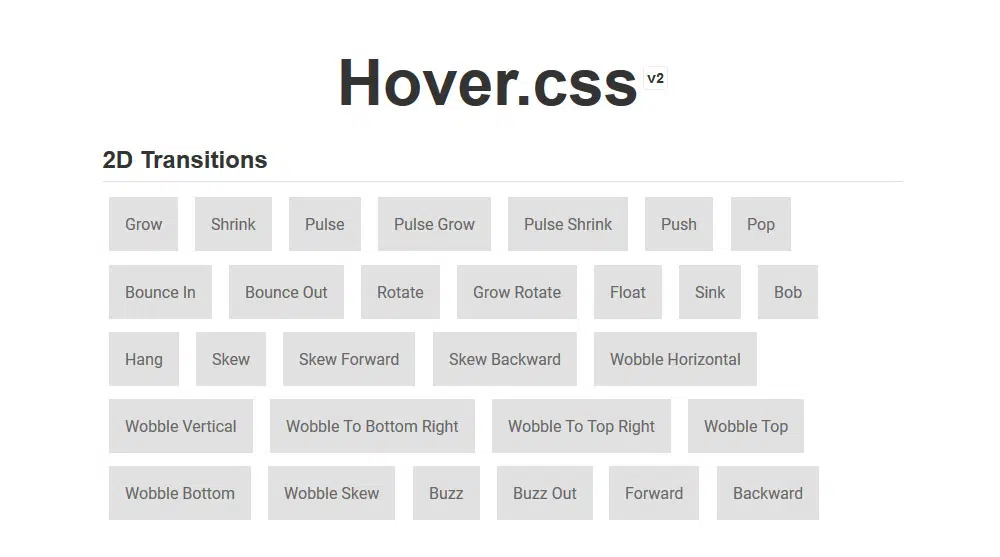 Hover.css v2
2D Transitions
Grow Shrink Pulse Pulse Grow Pulse Shrink Push Pop
Bounce In Bounce Out Rotate Grow Rotate Float Sink Bob
Hang Skew Skew Forward Skew Backward Wobble Horizontal
Wobble Vertical Wobble To Bottom Right Wobble To Top Right Wobble Top
Wobble Bottom Wobble Skew Buzz Buzz Out Forward Backward